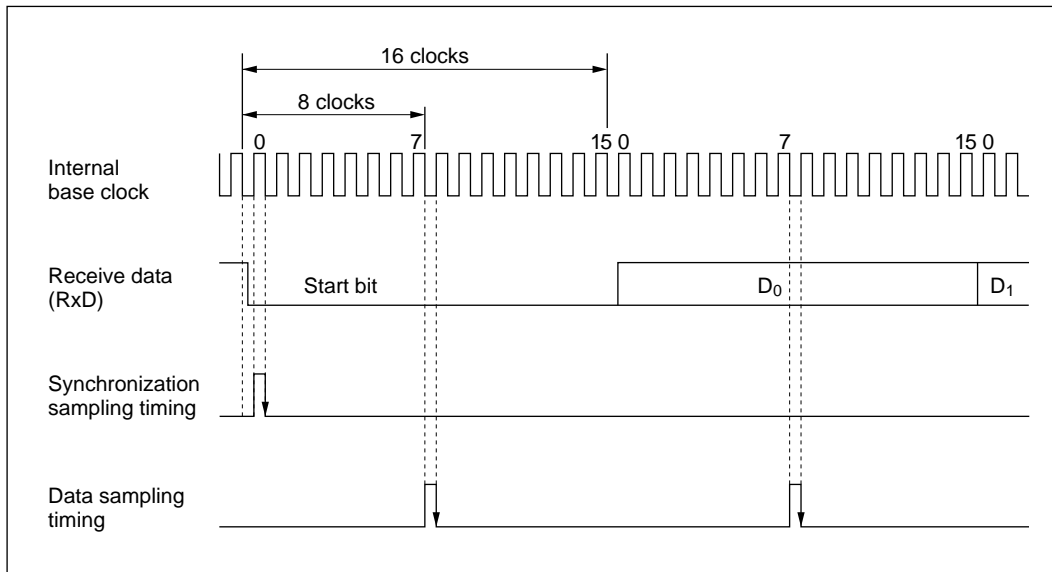 16 clocks
8 clocks
0 7 15 0 7 15 0
Internal
base clock
Receive data
(RxD)
Start bit D0 D1
Synchronization
sampling timing
Data sampling
timing